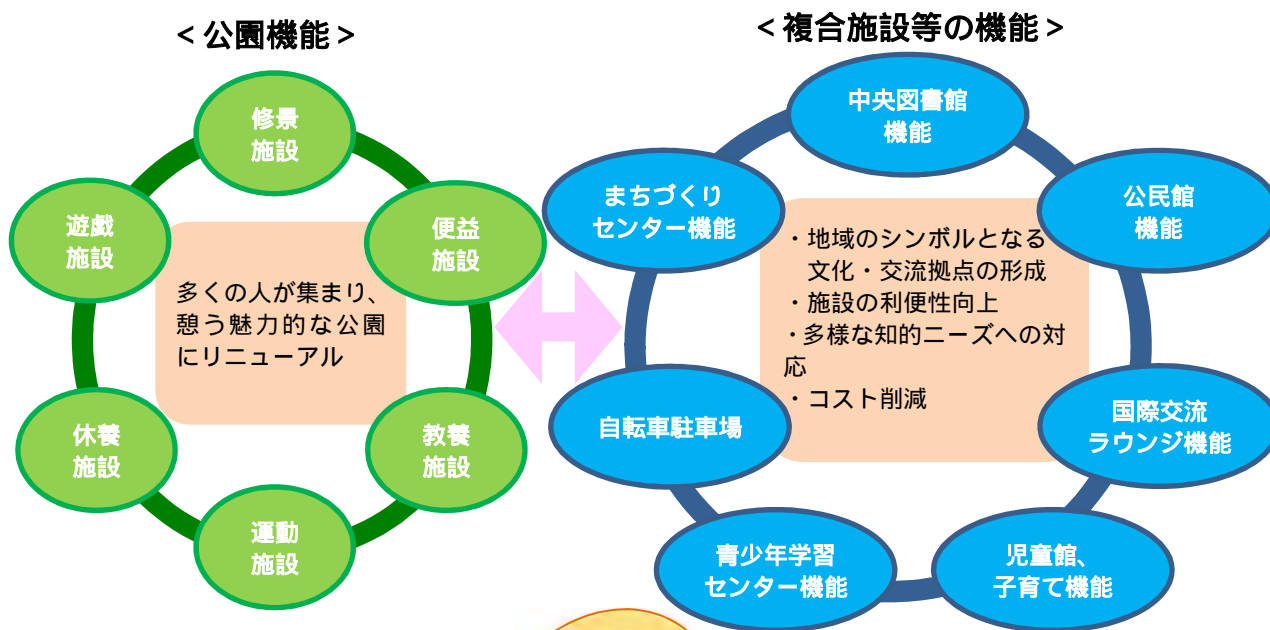 ＜公園機能＞
修景
施設
遊戯
施設
便益
施設
多くの人が集まり、
憩う魅力的な公園
にリニューアル
休養
施設
教養
施設
運動
施設
＜複合施設等の機能＞
中央図書館
機能
まちづくり
センター機能
公民館
機能
・地域のシンボルとなる
文化・交流拠点の形成
・施設の利便性向上
・多様な知的ニーズへの対
応
・コスト削減
自転車駐車場
国際交流
ラウンジ機能
青少年学習
センター機能
児童館、
子育て機能